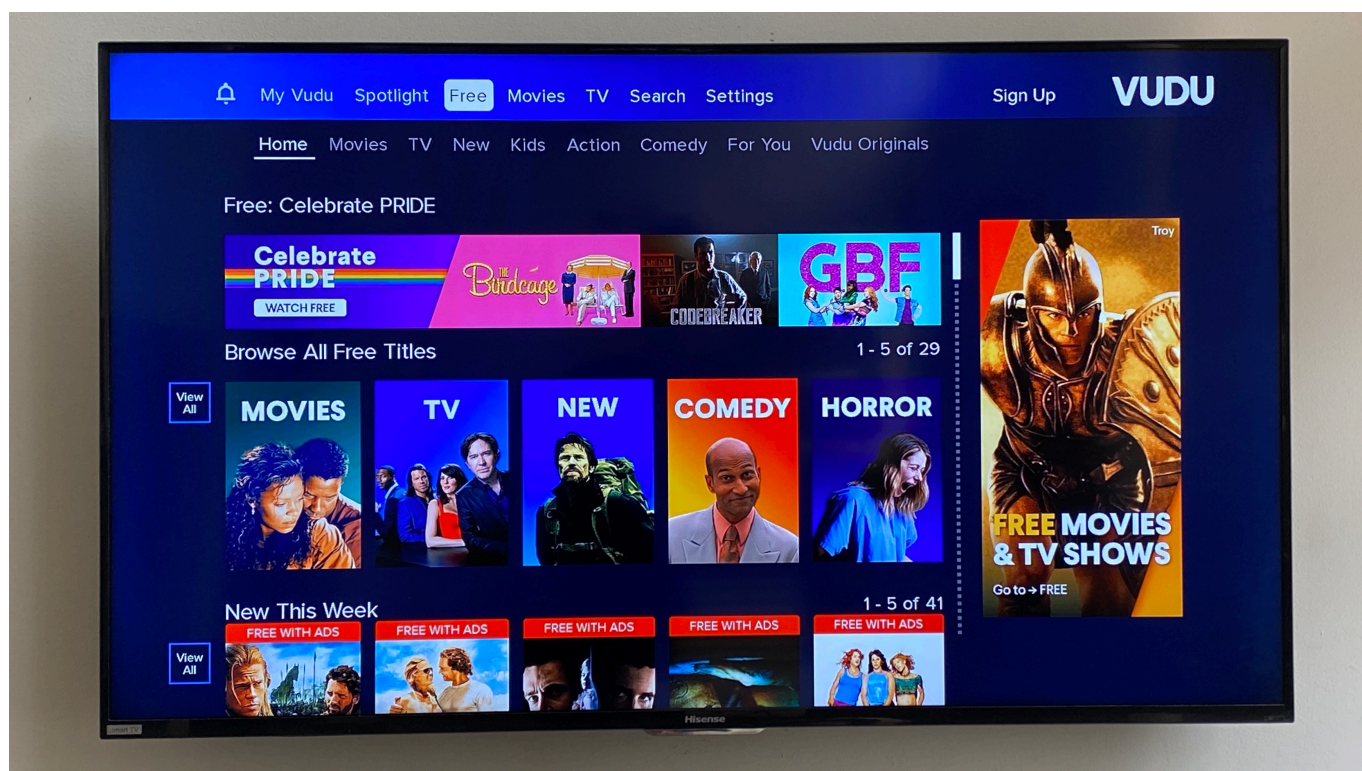 My Vudu Spotlight Free Movies TV Search Settings Sign Up VUDU
Home Movies TV New Kids Action Comedy For You Vudu Originals
Free: Celebrate PRIDE
Celebrate
PRIDE
WATCH FREE
THE
Birdcage
CODEBREAKER
GBF
Troy
FREE MOVIES
& TV SHOWS
Go to → FREE
Browse All Free Titles 1 - 5 of 29
View
All
MOVIES
TV
NEW
COMEDY
HORROR
New This Week 1 - 5 of 41
View
All
FREE WITH ADS
FREE WITH ADS
FREE WITH ADS
FREE WITH ADS
FREE WITH ADS
Hisense
smart TV